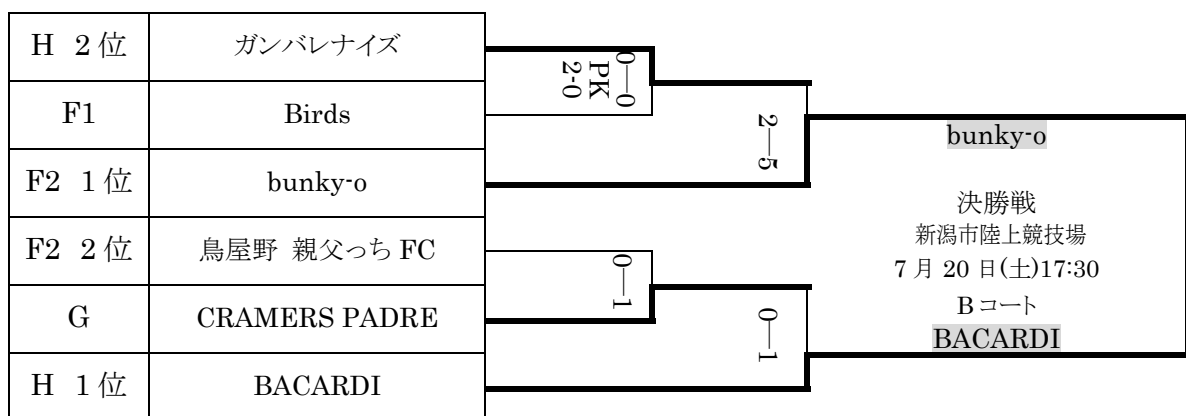 H 2位 ガンバレナイズ
F1 Birds
F2 1位 bunky-o
F2 2位 鳥屋野 親父っち FC
G CRAMERS PADRE
H 1位 BACARDI
0―0
PK
2-0
0―1
2―5
0―1
bunky-o
決勝戦
新潟市陸上競技場
7月20日(土)17:30
Bコート
BACARDI